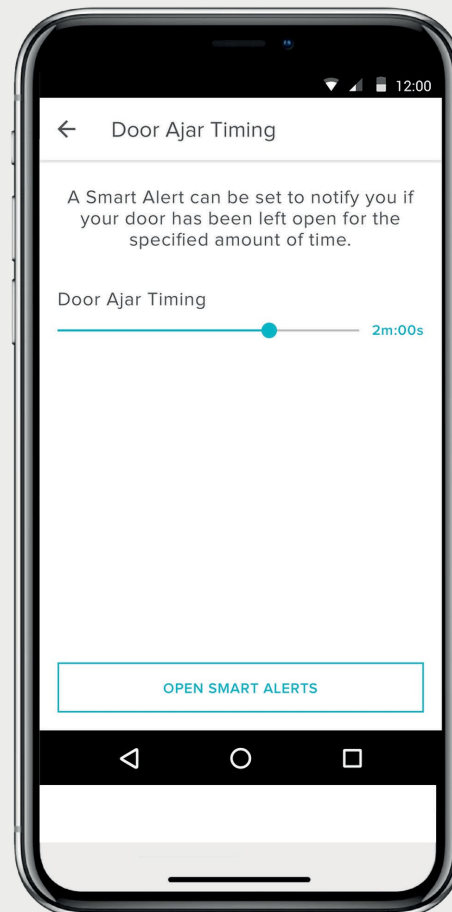 12:00
Door Ajar Timing
A Smart Alert can be set to notify you if
your door has been left open for the
specified amount of time.
Door Ajar Timing
2m:00s
OPEN SMART ALERTS